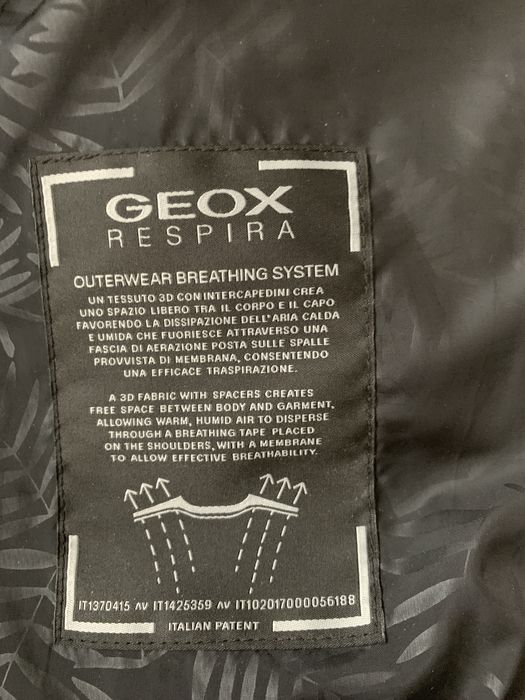 GEOX
RESPIRA
OUTERWEAR BREATHING SYSTEM
UN TESSUTO 3D CON INTERCAPEDINI CREA
UNO SPAZIO LIBERO TRA IL CORPO E IL CAPO
FAVORENDO LA DISSIPAZIONE DELL'ARIA CALDA
E UMIDA CHE FUORIESCE ATTRAVERSO UNA
FASCIA DI AERAZIONE POSTA SULLE SPALLE
PROVVISTA DI MEMBRANA, CONSENTENDO
UNA EFFICACE TRASPIRAZIONE.
A 3D FABRIC WITH SPACERS CREATES
FREE SPACE BETWEEN BODY AND GARMENT,
ALLOWING WARM, HUMID AIR TO DISPERSE
THROUGH A BREATHING TAPE PLACED
ON THE SHOULDERS, WITH A MEMBRANE
TO ALLOW EFFECTIVE BREATHABILITY.
IT1370415 AV IT1425359 AV IT102017000056188
ITALIAN PATENT